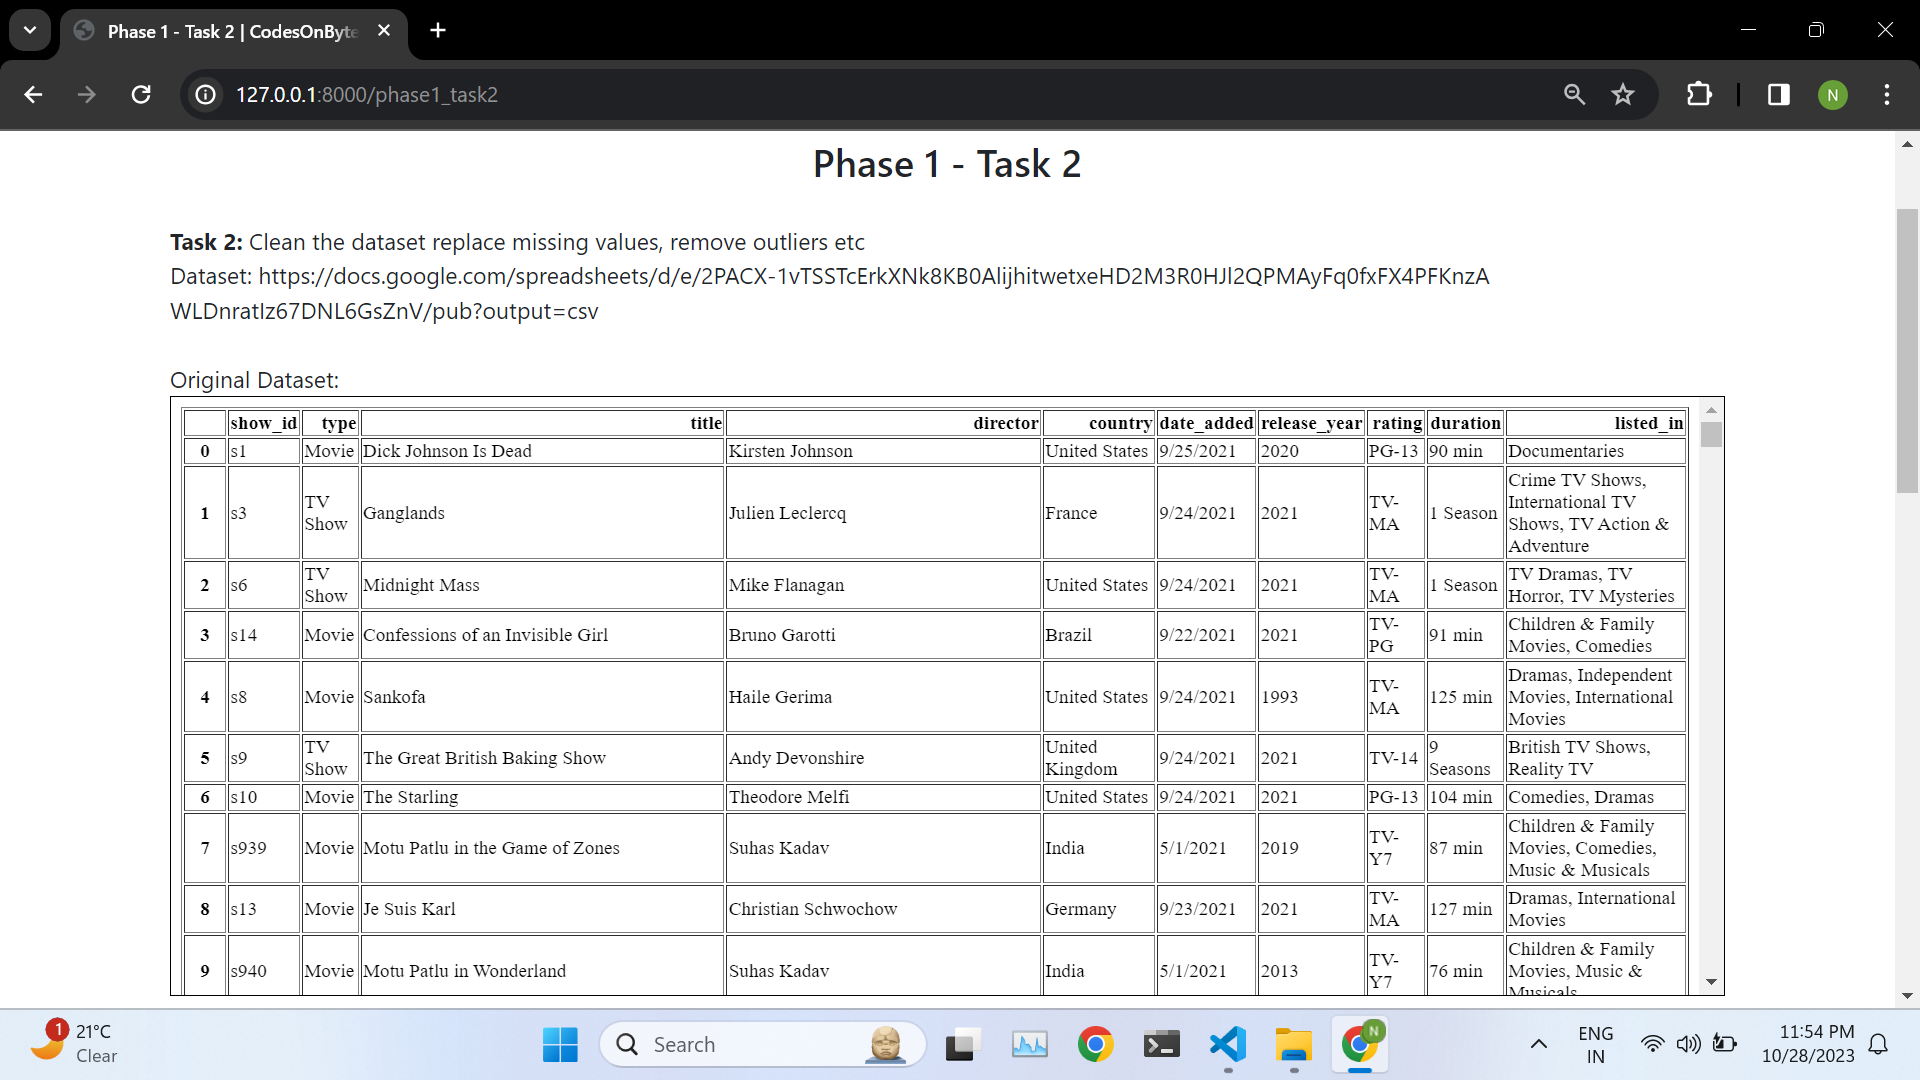 Phase 1 - Task 2 | CodesOnByte
127.0.0.1:8000/phase1_task2
N
Phase 1 - Task 2
Task 2: Clean the dataset replace missing values, remove outliers etc
Dataset: https://docs.google.com/spreadsheets/d/e/2PACX-1vTSSTcErkXNk8KB0AlijhitwetxeHD2M3R0HJl2QPMAyFq0fxFX4PFKnzA
WLDnratIz67DNL6GsZnV/pub?output=csv
Original Dataset:
show_id type title director country date_added release_year rating duration listed_in
0 s1 Movie Dick Johnson Is Dead Kirsten Johnson United States 9/25/2021 2020 PG-13 90 min Documentaries
1 s3 TV Show Ganglands Julien Leclercq France 9/24/2021 2021 TV-MA 1 Season Crime TV Shows, International TV Shows, TV Action & Adventure
2 s6 TV Show Midnight Mass Mike Flanagan United States 9/24/2021 2021 TV-MA 1 Season TV Dramas, TV Horror, TV Mysteries
3 s14 Movie Confessions of an Invisible Girl Bruno Garotti Brazil 9/22/2021 2021 TV-PG 91 min Children & Family Movies, Comedies
4 s8 Movie Sankofa Haile Gerima United States 9/24/2021 1993 TV-MA 125 min Dramas, Independent Movies, International Movies
5 s9 TV Show The Great British Baking Show Andy Devonshire United Kingdom 9/24/2021 2021 TV-14 9 Seasons British TV Shows, Reality TV
6 s10 Movie The Starling Theodore Melfi United States 9/24/2021 2021 PG-13 104 min Comedies, Dramas
7 s939 Movie Motu Patlu in the Game of Zones Suhas Kadav India 5/1/2021 2019 TV-Y7 87 min Children & Family Movies, Comedies, Music & Musicals
8 s13 Movie Je Suis Karl Christian Schwochow Germany 9/23/2021 2021 TV-MA 127 min Dramas, International Movies
9 s940 Movie Motu Patlu in Wonderland Suhas Kadav India 5/1/2021 2013 TV-Y7 76 min Children & Family Movies, Music & Musicals
1
21°C
Clear
Search
N
ENG
IN
11:54 PM
10/28/2023